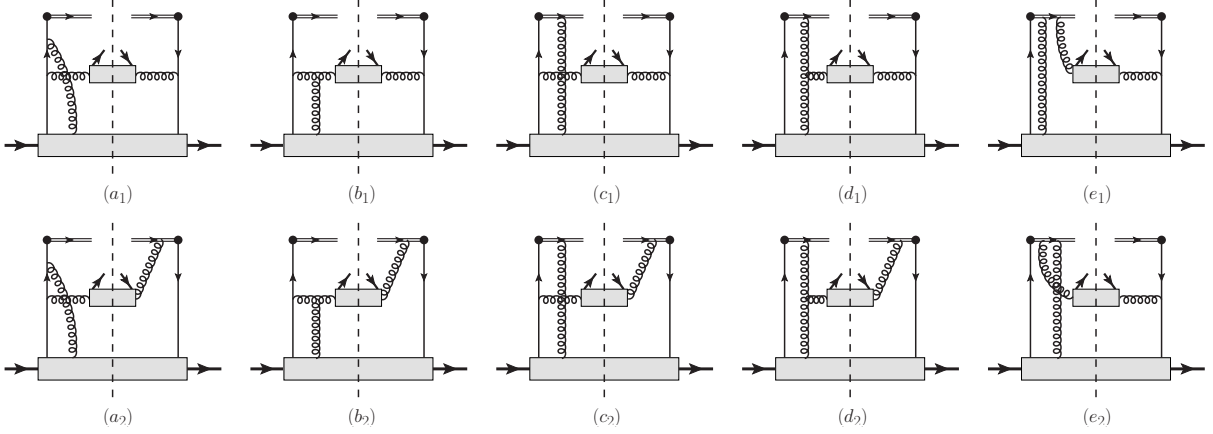 (a₁) (b₁) (c₁) (d₁) (e₁)
(a₂) (b₂) (c₂) (d₂) (e₂)